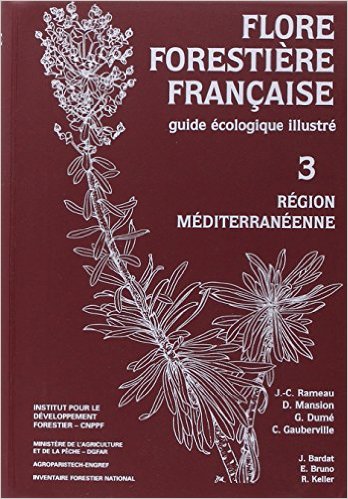 FLORE
FORESTIÈRE
FRANÇAISE
guide écologique illustré
3
RÉGION
MÉDITERRANÉENNE
J.-C. Rameau
D. Mansion
G. Dumé
C. Gauberville
J. Bardat
E. Bruno
R. Keller
INSTITUT POUR LE
DÉVELOPPEMENT
FORESTIER – CNPPF
MINISTÈRE DE L'AGRICULTURE
ET DE LA PÊCHE – DGFAR
AGROPARISTECH-ENGREF
INVENTAIRE FORESTIER NATIONAL